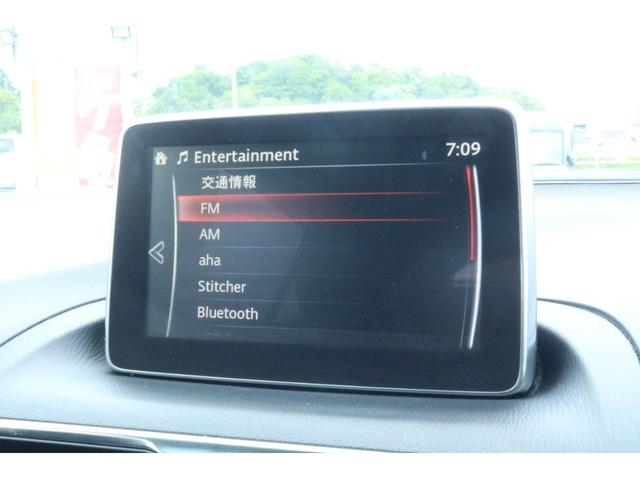 Entertainment
7:09
交通情報
FM
AM
aha
Stitcher
Bluetooth